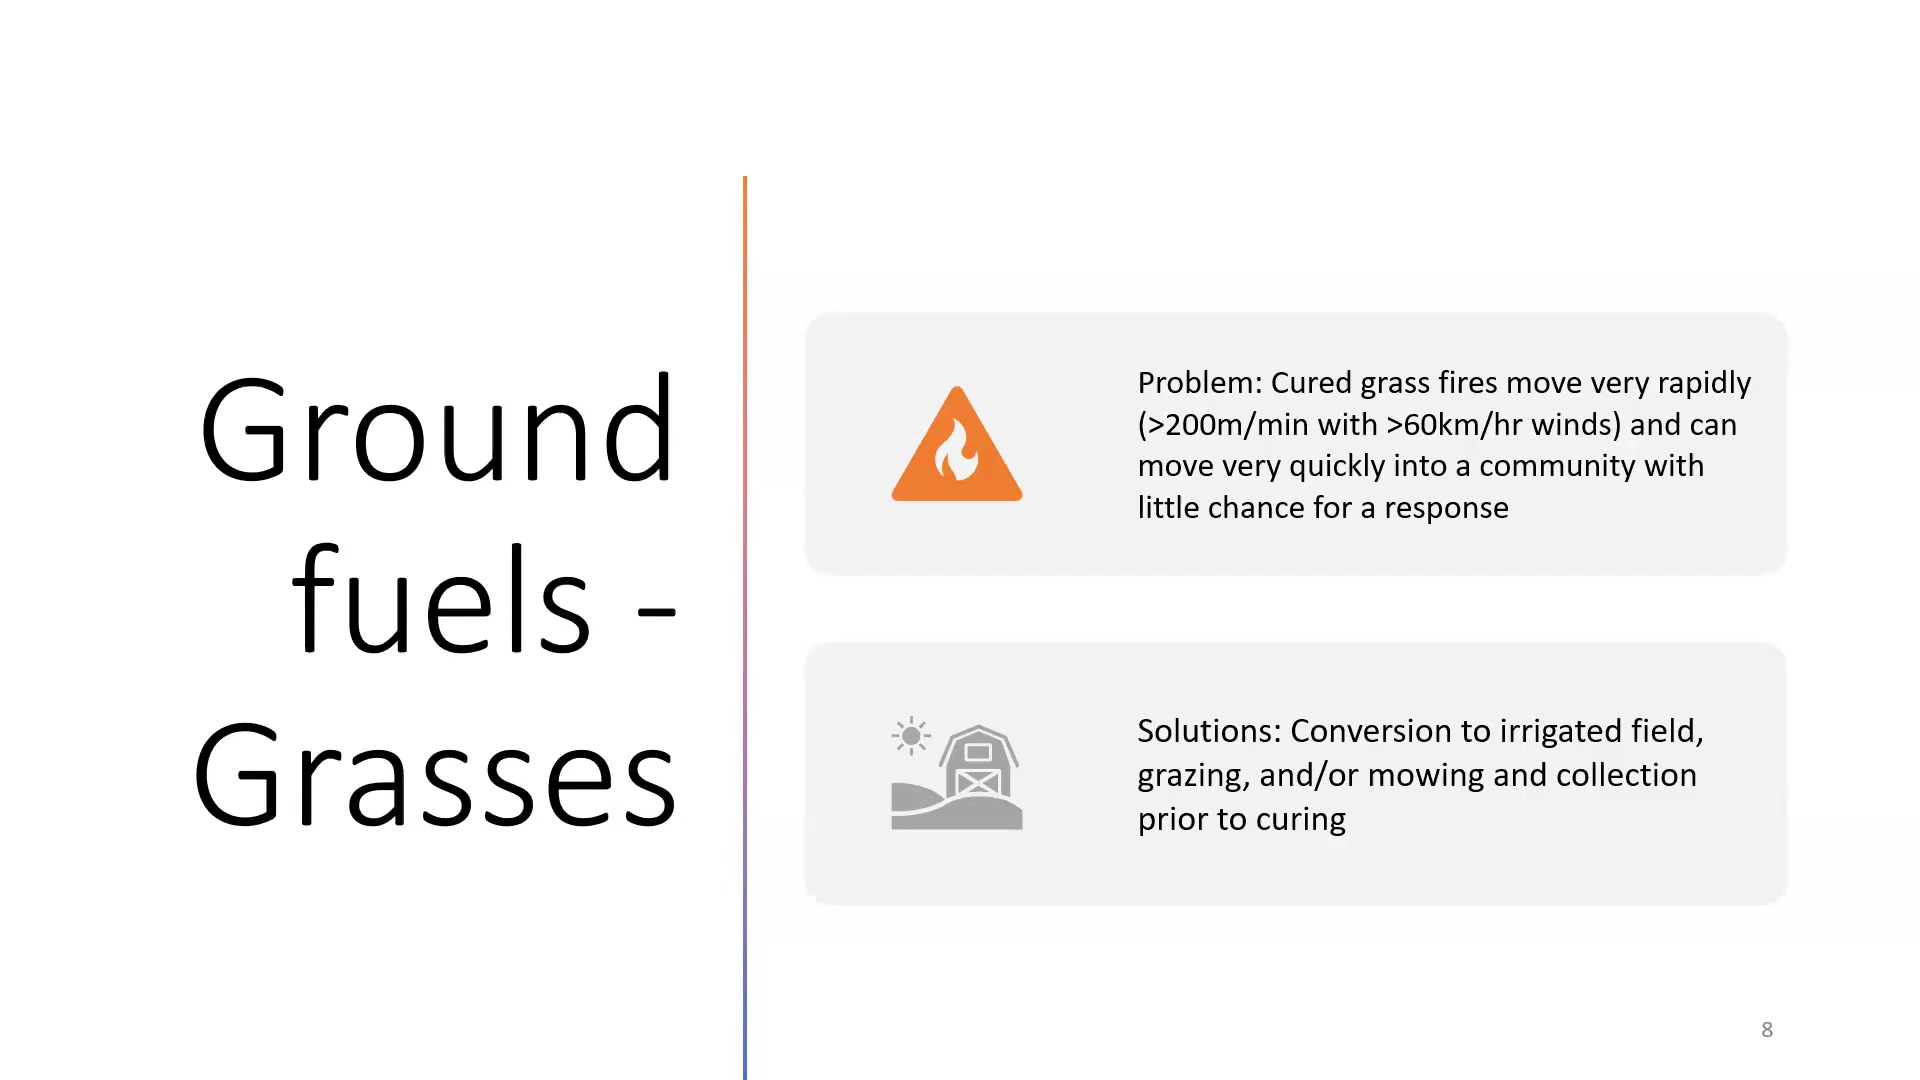 Ground
fuels -
Grasses
Problem: Cured grass fires move very rapidly
(>200m/min with >60km/hr winds) and can
move very quickly into a community with
little chance for a response
Solutions: Conversion to irrigated field,
grazing, and/or mowing and collection
prior to curing
8